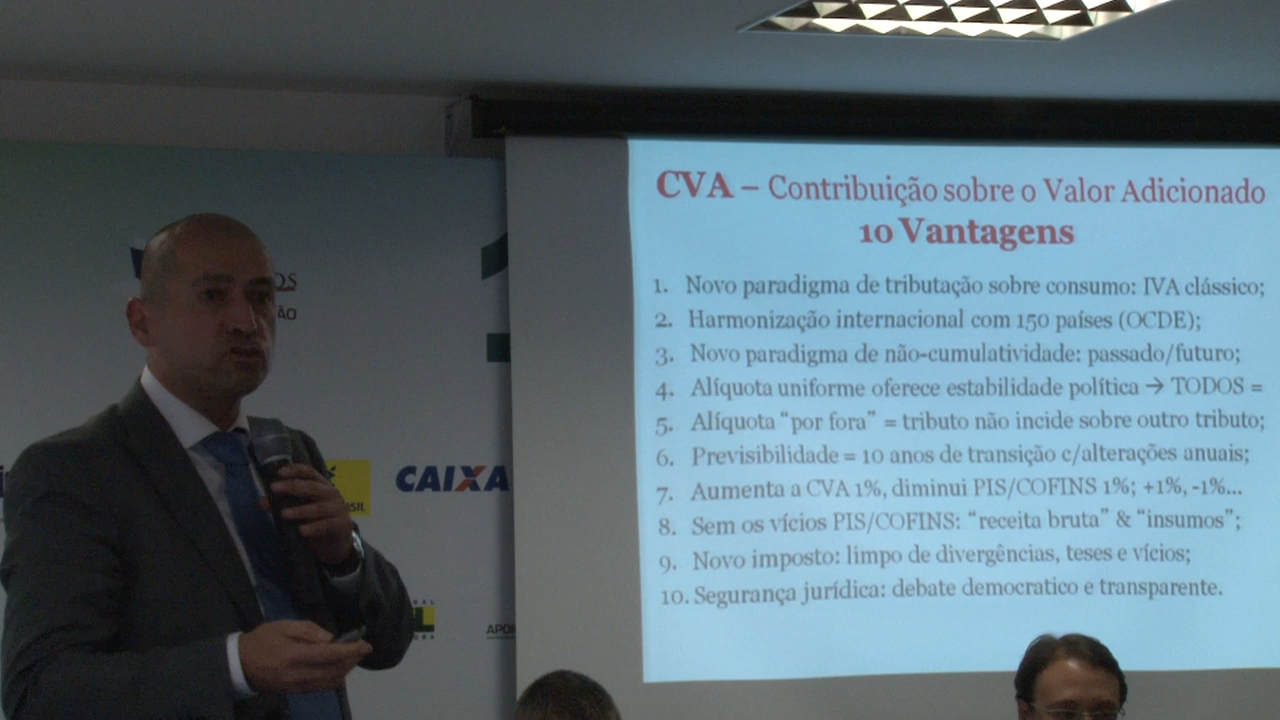 CVA – Contribuição sobre o Valor Adicionado
10 Vantagens
1. Novo paradigma de tributação sobre consumo: IVA clássico;
2. Harmonização internacional com 150 países (OCDE);
3. Novo paradigma de não-cumulatividade: passado/futuro;
4. Alíquota uniforme oferece estabilidade política → TODOS =
5. Alíquota “por fora” = tributo não incide sobre outro tributo;
6. Previsibilidade = 10 anos de transição c/alterações anuais;
7. Aumenta a CVA 1%, diminui PIS/COFINS 1%; +1%, -1%...
8. Sem os vícios PIS/COFINS: “receita bruta” & “insumos”;
9. Novo imposto: limpo de divergências, teses e vícios;
10. Segurança jurídica: debate democratico e transparente.
CAIXA